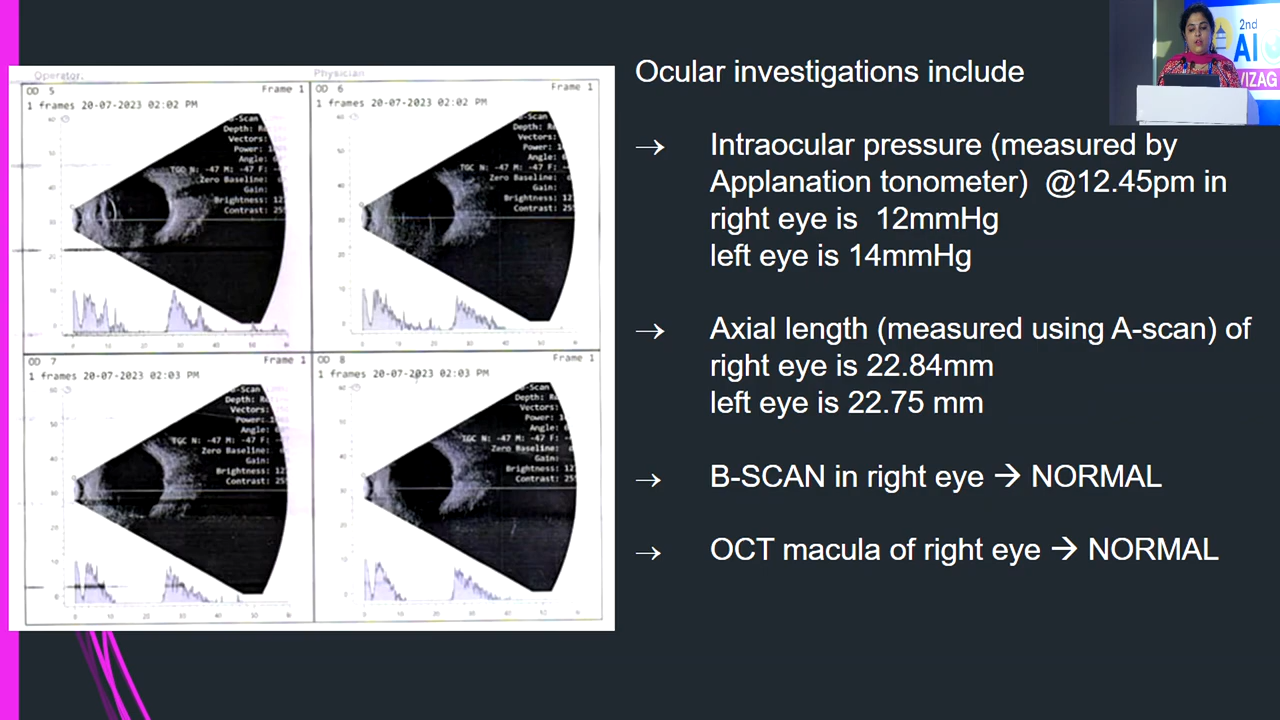 Operator.
Physician
OD 5
Frame 1
1 frames 20-07-2023 02:02 PM
-Scan
Depth:
Vectors:
Power:
Angle:
TGC N: -47 M: -47 F:
Zero Baseline:
Gain:
Brightness: 12
Contrast: 255
OD 6
Frame 1
1 frames 20-07-2023 02:02 PM
-Scan
Depth:
Vectors:
Power:
Angle:
TGC N: -47 M: -47 F:
Zero Baseline:
Gain:
Brightness: 12
Contrast: 255
OD 7
Frame 1
1 frames 20-07-2023 02:03 PM
-Scan
Depth:
Vectors:
Power:
Angle:
TGC N: -47 M: -47 F:
Zero Baseline:
Gain:
Brightness: 12
Contrast: 255
OD 8
Frame 1
1 frames 20-07-2023 02:03 PM
-Scan
Depth:
Vectors:
Power:
Angle:
TGC N: -47 M: -47 F:
Zero Baseline:
Gain:
Brightness: 12
Contrast: 255
Ocular investigations include
→ Intraocular pressure (measured by
Applanation tonometer) @12.45pm in
right eye is 12mmHg
left eye is 14mmHg
→ Axial length (measured using A-scan) of
right eye is 22.84mm
left eye is 22.75 mm
→ B-SCAN in right eye → NORMAL
→ OCT macula of right eye → NORMAL
2nd
AI
VIZAG